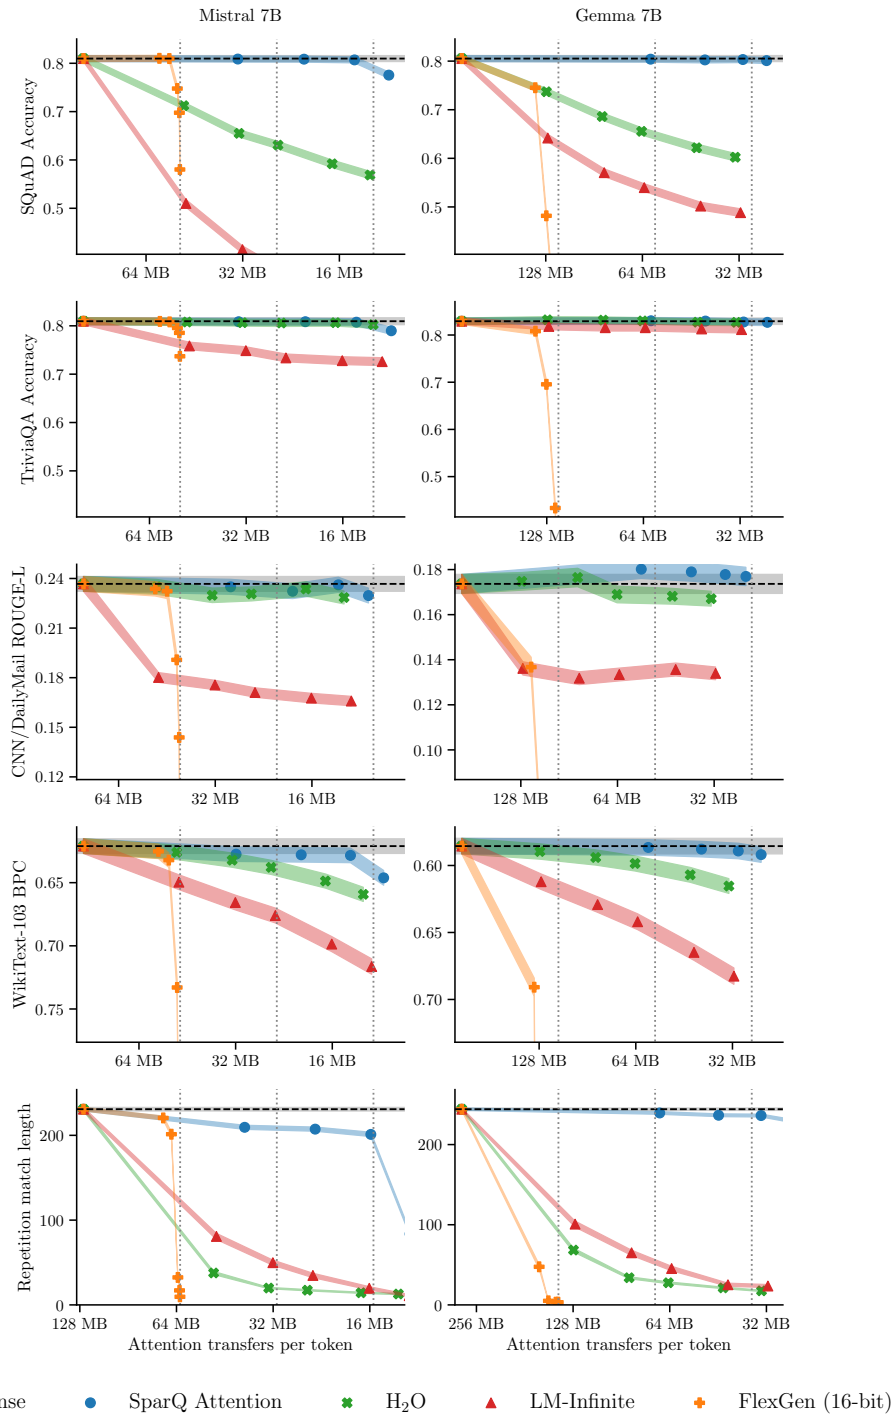 Mistral 7B
Gemma 7B
SQuAD Accuracy
0.8
0.7
0.6
0.5
64 MB 32 MB 16 MB
0.8
0.7
0.6
0.5
128 MB 64 MB 32 MB
TriviaQA Accuracy
0.8
0.7
0.6
0.5
64 MB 32 MB 16 MB
0.8
0.7
0.6
0.5
128 MB 64 MB 32 MB
CNN/DailyMail ROUGE-L
0.24
0.21
0.18
0.15
0.12
64 MB 32 MB 16 MB
0.18
0.16
0.14
0.12
0.10
128 MB 64 MB 32 MB
WikiText-103 BPC
0.65
0.70
0.75
64 MB 32 MB 16 MB
0.60
0.65
0.70
128 MB 64 MB 32 MB
Repetition match length
200
100
0
128 MB 64 MB 32 MB 16 MB
Attention transfers per token
200
100
0
256 MB 128 MB 64 MB 32 MB
Attention transfers per token
nse SparQ Attention H₂O LM-Infinite FlexGen (16-bit)